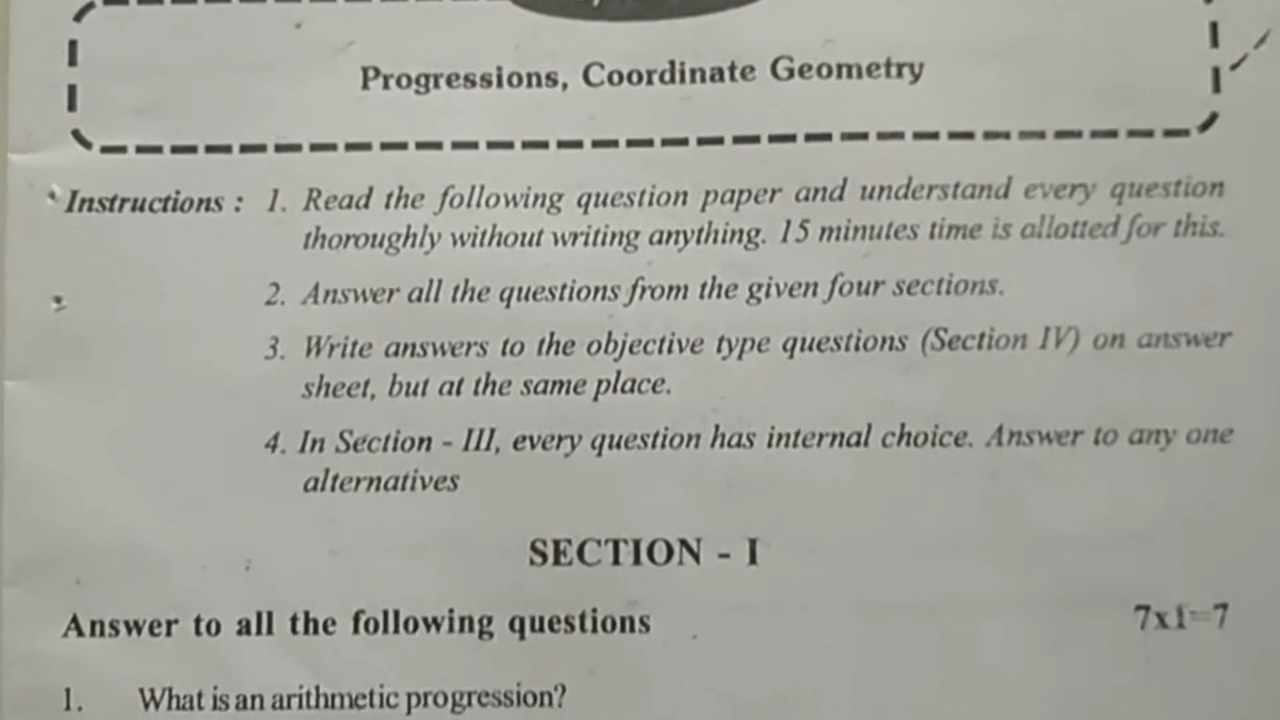 Progressions, Coordinate Geometry
Instructions : 1. Read the following question paper and understand every question
thoroughly without writing anything. 15 minutes time is allotted for this.
2. Answer all the questions from the given four sections.
3. Write answers to the objective type questions (Section IV) on answer
sheet, but at the same place.
4. In Section - III, every question has internal choice. Answer to any one
alternatives
SECTION - I
Answer to all the following questions 7x1=7
1. What is an arithmetic progression?